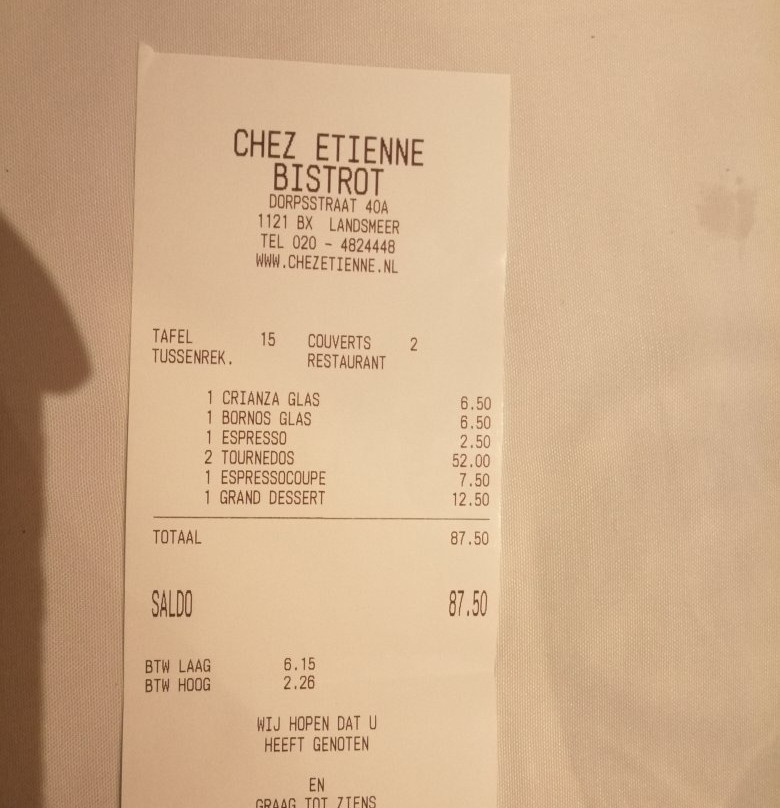 CHEZ ETIENNE
BISTROT
DORPSSTRAAT 40A
1121 BX LANDSMEER
TEL 020 - 4824448
WWW.CHEZETIENNE.NL
TAFEL 15 COUVERTS 2
TUSSENREK. RESTAURANT
1 CRIANZA GLAS 6.50
1 BORNOS GLAS 6.50
1 ESPRESSO 2.50
2 TOURNEDOS 52.00
1 ESPRESSOCOUPE 7.50
1 GRAND DESSERT 12.50
TOTAAL 87.50
SALDO 87.50
BTW LAAG 6.15
BTW HOOG 2.26
WIJ HOPEN DAT U
HEEFT GENOTEN
EN
GRAAG TOT ZIENS